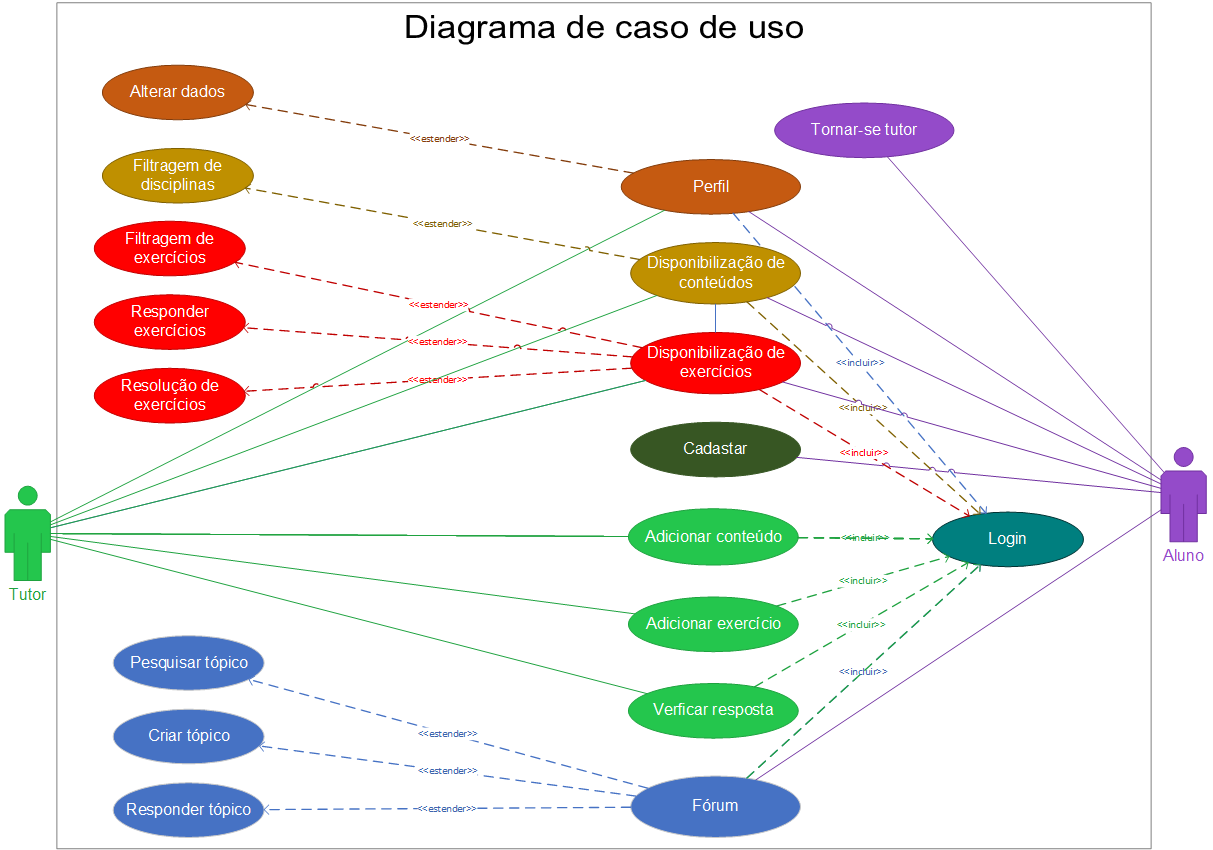 Diagrama de caso de uso
Alterar dados
Tornar-se tutor
<<estender>>
Filtragem de
disciplinas
Perfil
<<estender>>
Filtragem de
exercícios
Disponibilização de
conteúdos
<<estender>>
Responder
exercícios
<<estender>>
Disponibilização de
exercícios
<<incluir>>
Resolução de
exercícios
<<estender>>
<<incluir>>
Cadastar
<<incluir>>
Tutor
Adicionar conteúdo
<<incluir>>
Login
Aluno
<<incluir>>
Adicionar exercício
<<incluir>>
Pesquisar tópico
<<incluir>>
Verficar resposta
<<estender>>
Criar tópico
<<estender>>
Responder tópico
<<estender>>
Fórum